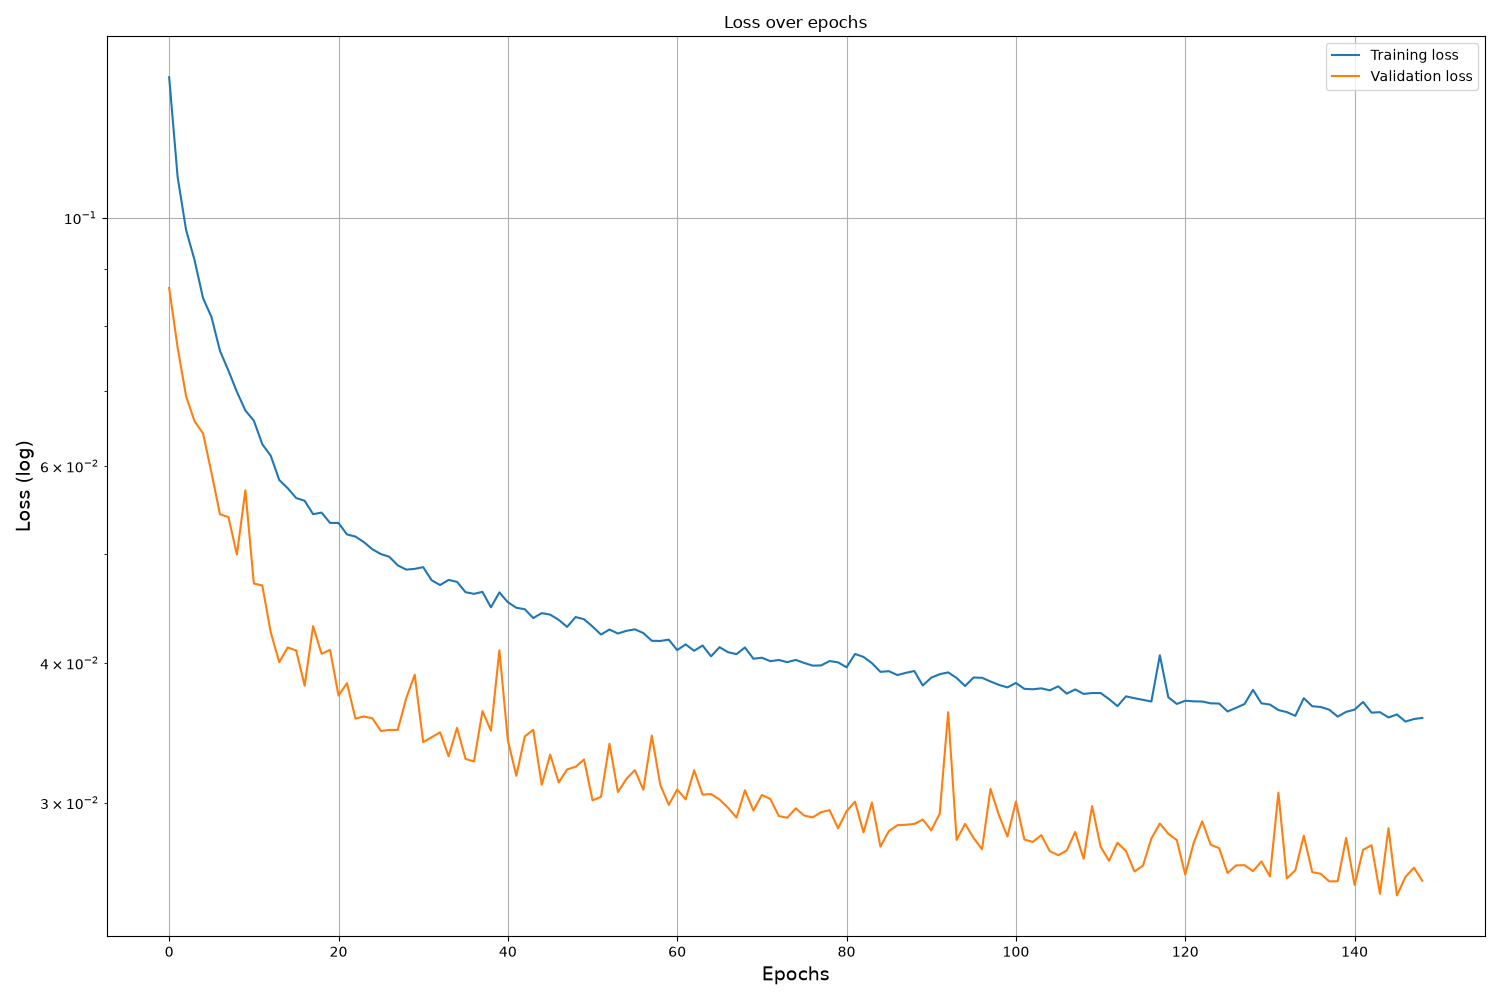 Loss over epochs
Training loss
Validation loss
10⁻¹
6 × 10⁻²
4 × 10⁻²
3 × 10⁻²
Loss (log)
0 20 40 60 80 100 120 140
Epochs